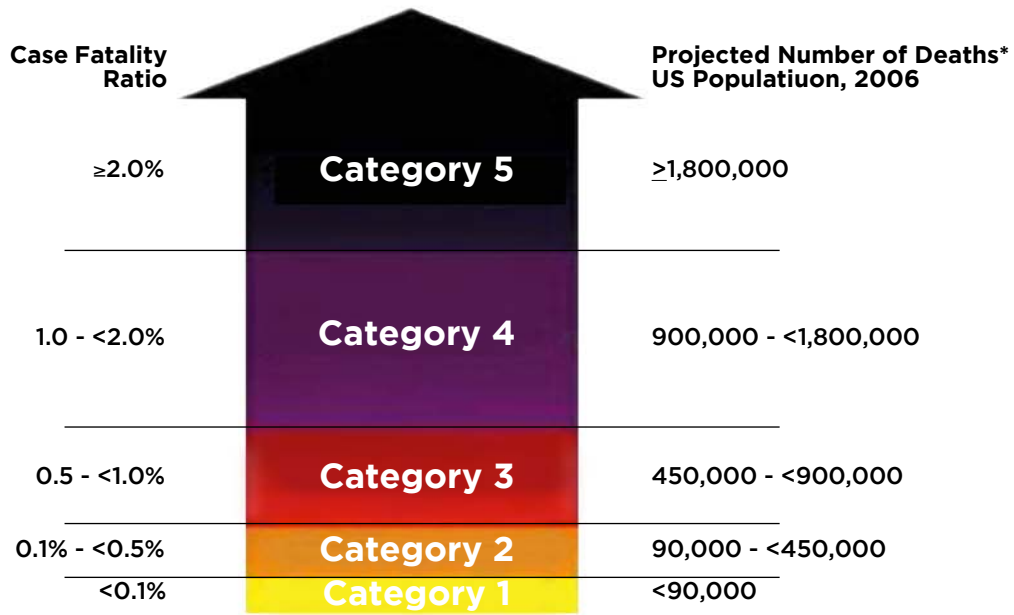 Case Fatality
Ratio
Projected Number of Deaths*
US Populatiuon, 2006
≥2.0%
Category 5
≥1,800,000
1.0 - <2.0%
Category 4
900,000 - <1,800,000
0.5 - <1.0%
Category 3
450,000 - <900,000
0.1% - <0.5%
Category 2
90,000 - <450,000
<0.1%
Category 1
<90,000